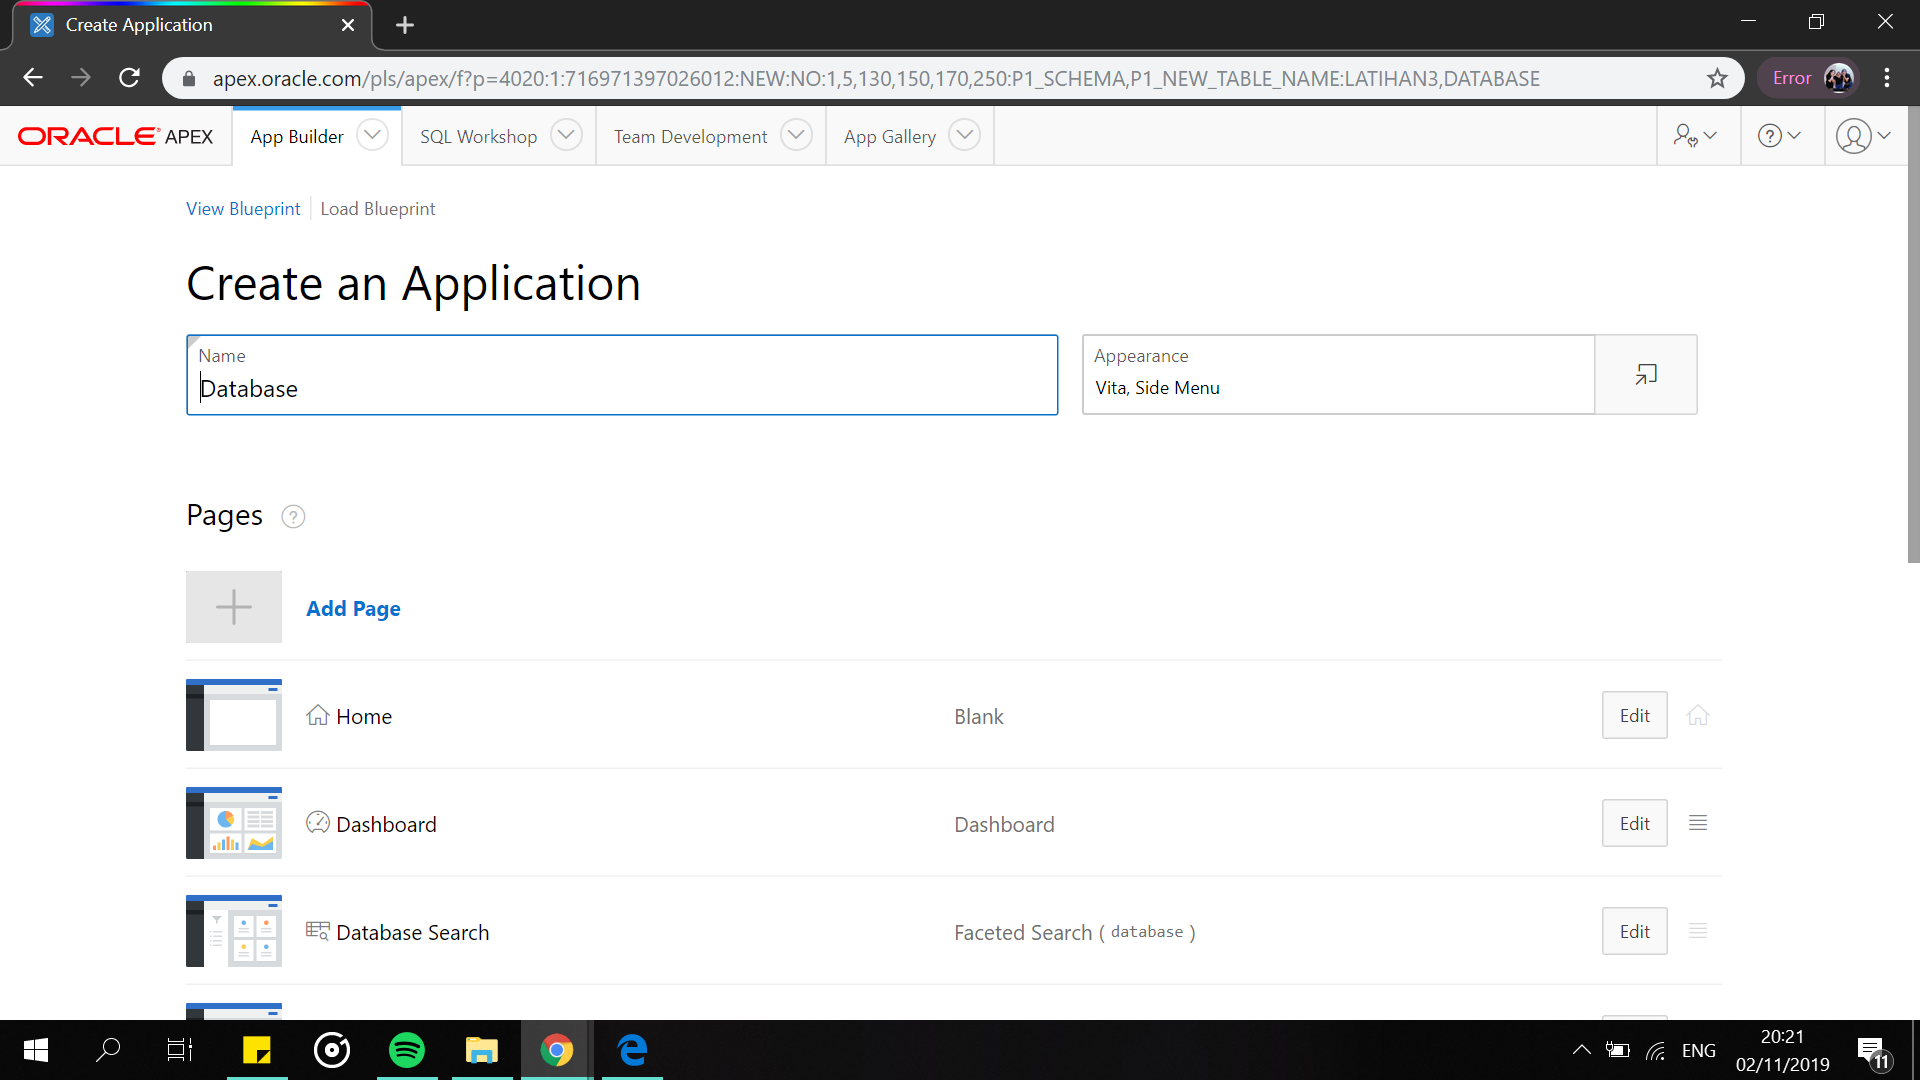 Create Application
apex.oracle.com/pls/apex/f?p=4020:1:716971397026012:NEW:NO:1,5,130,150,170,250:P1_SCHEMA,P1_NEW_TABLE_NAME:LATIHAN3,DATABASE
Error
ORACLE APEX
App Builder
SQL Workshop
Team Development
App Gallery
View Blueprint
Load Blueprint
Create an Application
Name
Database
Appearance
Vita, Side Menu
Pages
Add Page
Home
Blank
Edit
Dashboard
Dashboard
Edit
Database Search
Faceted Search ( database )
Edit
ENG
20:21
02/11/2019
11